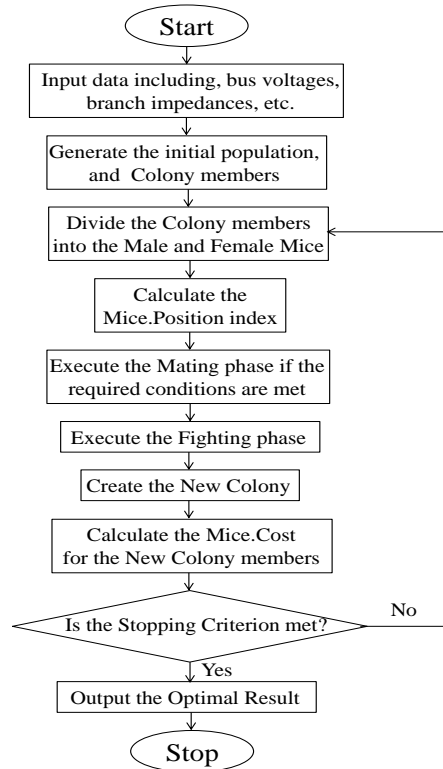 Start
Input data including, bus voltages,
branch impedances, etc.
Generate the initial population,
and Colony members
Divide the Colony members
into the Male and Female Mice
Calculate the
Mice.Position index
Execute the Mating phase if the
required conditions are met
Execute the Fighting phase
Create the New Colony
Calculate the Mice.Cost
for the New Colony members
Is the Stopping Criterion met?
No
Yes
Output the Optimal Result
Stop